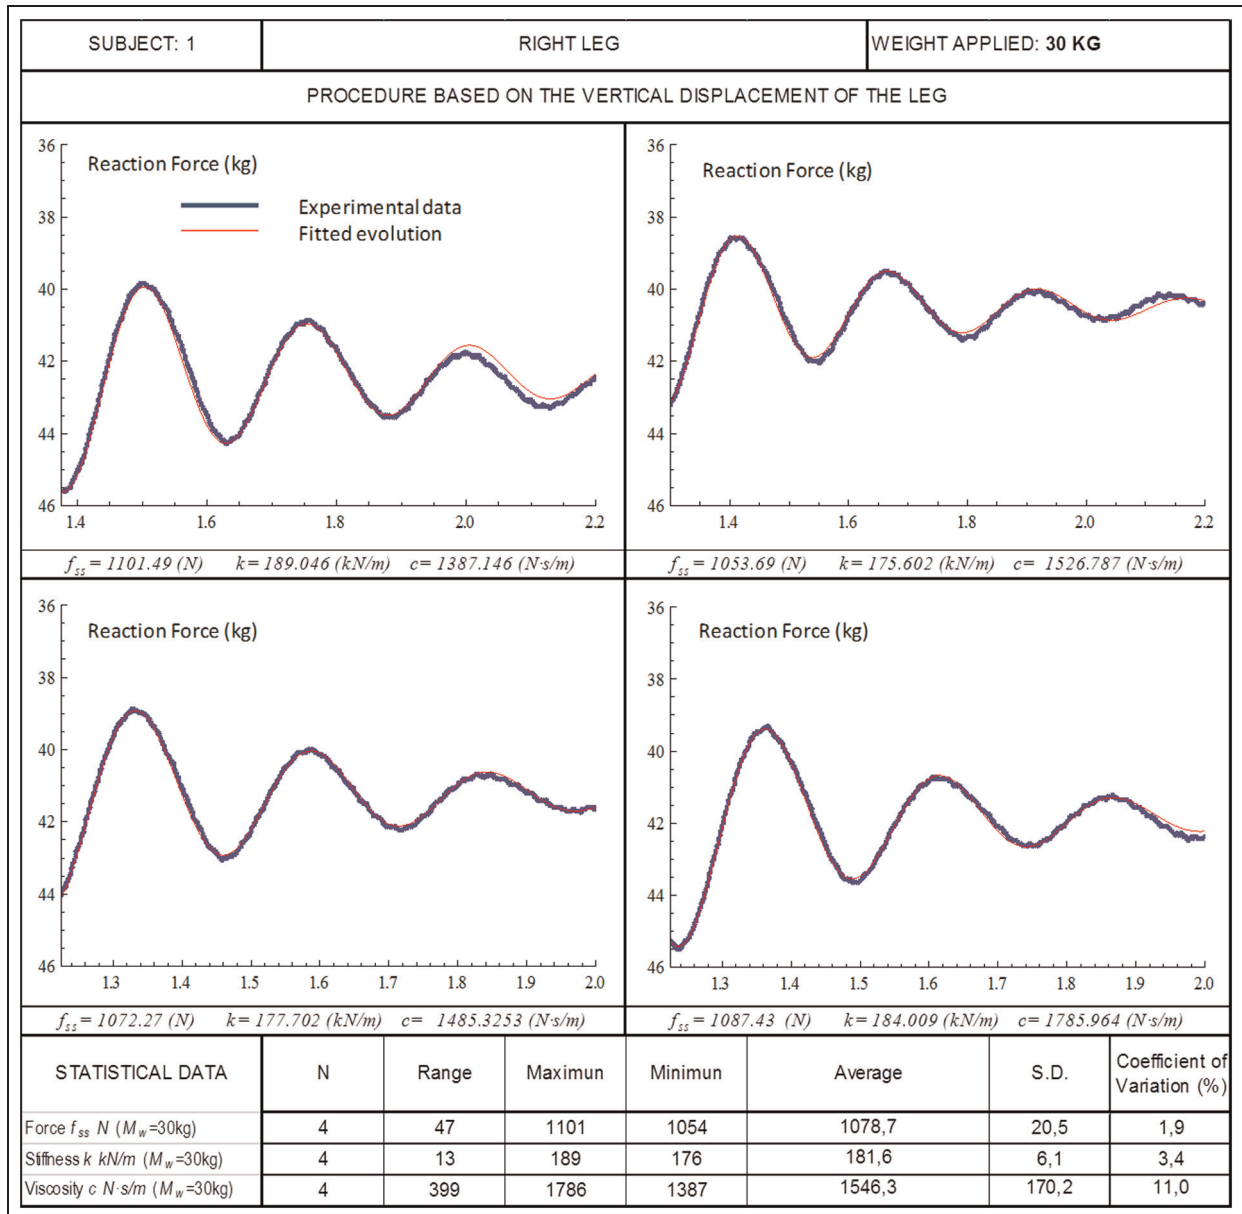 SUBJECT: 1
RIGHT LEG
WEIGHT APPLIED: 30 KG
PROCEDURE BASED ON THE VERTICAL DISPLACEMENT OF THE LEG
Reaction Force (kg)
Experimental data
Fitted evolution
36
38
40
42
44
46
1.4 1.6 1.8 2.0 2.2
f_ss = 1101.49 (N) k= 189.046 (kN/m) c= 1387.146 (N·s/m)
Reaction Force (kg)
36
38
40
42
44
46
1.4 1.6 1.8 2.0 2.2
f_ss = 1053.69 (N) k= 175.602 (kN/m) c= 1526.787 (N·s/m)
Reaction Force (kg)
36
38
40
42
44
46
1.3 1.4 1.5 1.6 1.7 1.8 1.9 2.0
f_ss = 1072.27 (N) k= 177.702 (kN/m) c= 1485.3253 (N·s/m)
Reaction Force (kg)
36
38
40
42
44
46
1.3 1.4 1.5 1.6 1.7 1.8 1.9 2.0
f_ss = 1087.43 (N) k= 184.009 (kN/m) c= 1785.964 (N·s/m)
STATISTICAL DATA N Range Maximun Minimun Average S.D. Coefficient of
Variation (%)
Force f_ss N (M_w=30kg) 4 47 1101 1054 1078,7 20,5 1,9
Stiffness k kN/m (M_w=30kg) 4 13 189 176 181,6 6,1 3,4
Viscosity c N·s/m (M_w=30kg) 4 399 1786 1387 1546,3 170,2 11,0